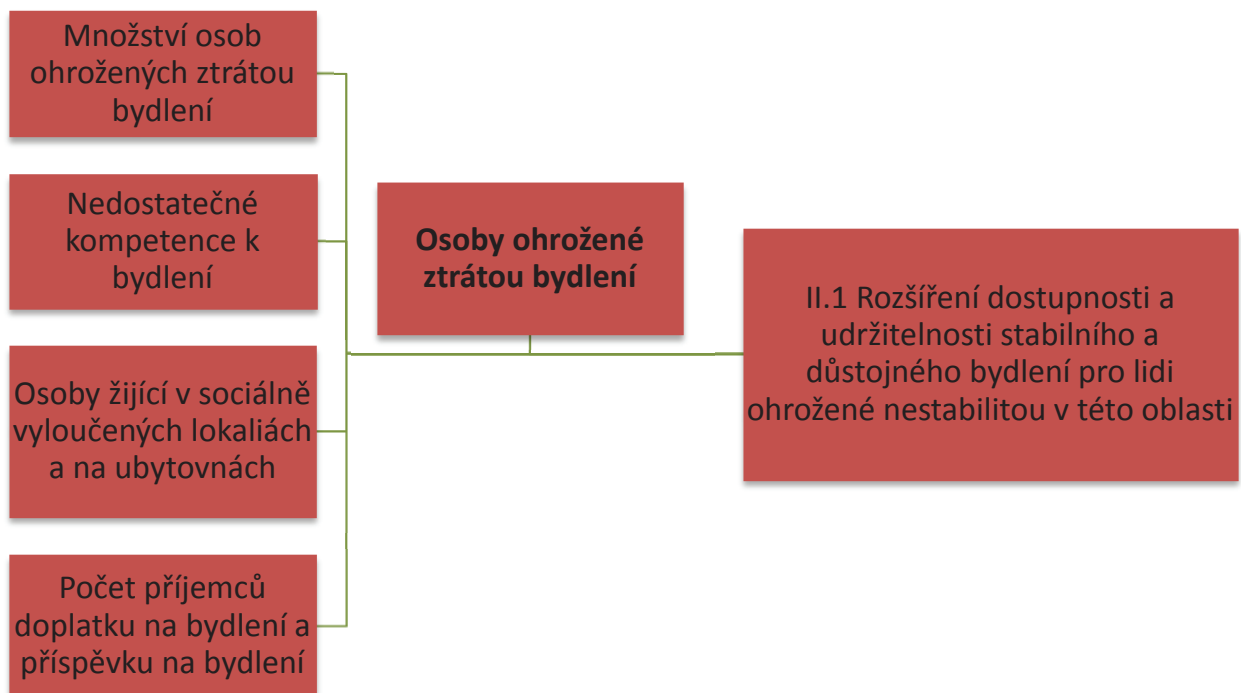 Množství osob
ohrožených ztrátou
bydlení
Nedostatečné
kompetence k
bydlení
Osoby žijící v sociálně
vyloučených lokaliách
a na ubytovnách
Počet příjemců
doplatku na bydlení a
příspěvku na bydlení
Osoby ohrožené
ztrátou bydlení
II.1 Rozšíření dostupnosti a
udržitelnosti stabilního a
důstojného bydlení pro lidi
ohrožené nestabilitou v této oblasti